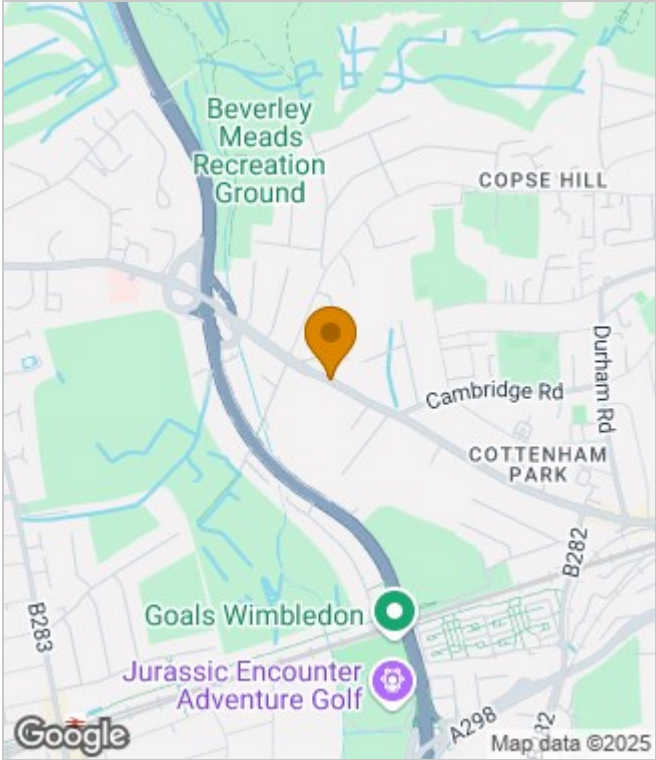 Beverley
Meads
Recreation
Ground
COPSE HILL
Durham Rd
Cambridge Rd
COTTENHAM
PARK
B282
B283
Goals Wimbledon
Jurassic Encounter
Adventure Golf
A298
Google
Map data ©2025